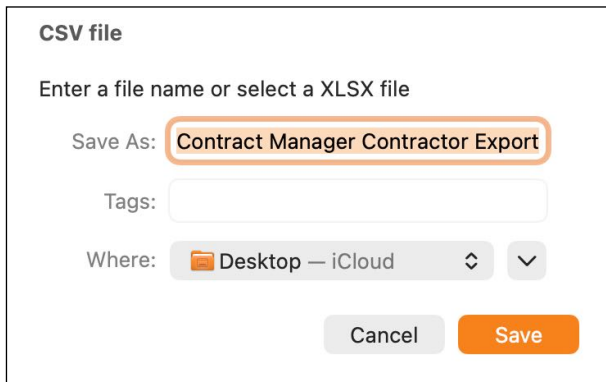 CSV file
Enter a file name or select a XLSX file
Save As: Contract Manager Contractor Export
Tags:
Where: Desktop — iCloud
Cancel Save